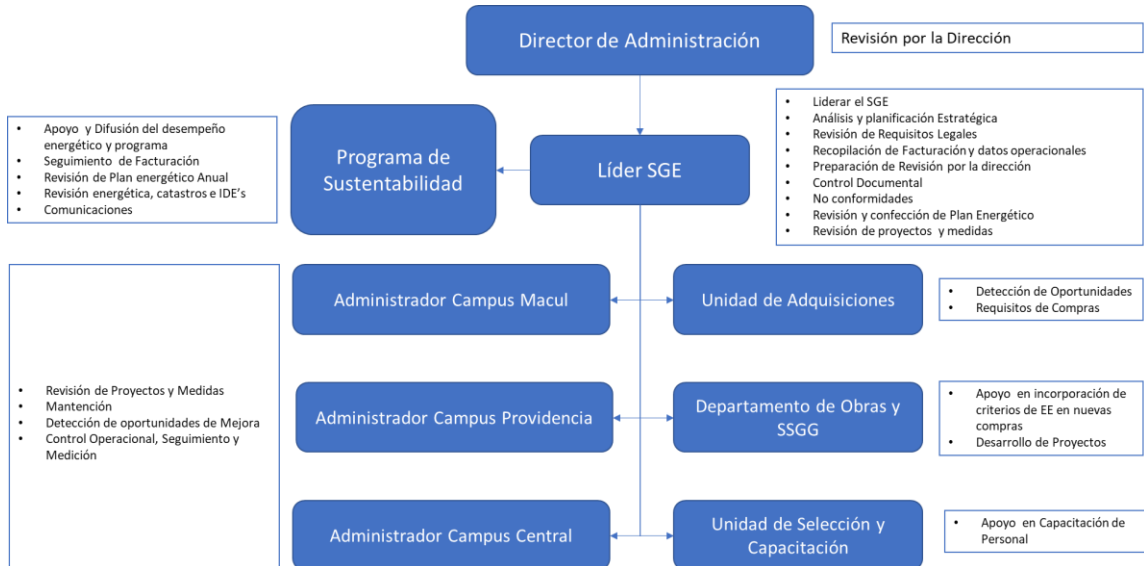 Director de Administración
Revisión por la Dirección
• Apoyo y Difusión del desempeño
energético y programa
• Seguimiento de Facturación
• Revisión de Plan energético Anual
• Revisión energética, catastros e IDE's
• Comunicaciones
Programa de
Sustentabilidad
Líder SGE
• Liderar el SGE
• Análisis y planificación Estratégica
• Revisión de Requisitos Legales
• Recopilación de Facturación y datos operacionales
• Preparación de Revisión por la dirección
• Control Documental
• No conformidades
• Revisión y confección de Plan Energético
• Revisión de proyectos y medidas
• Revisión de Proyectos y Medidas
• Mantención
• Detección de oportunidades de Mejora
• Control Operacional, Seguimiento y
Medición
Administrador Campus Macul
Unidad de Adquisiciones
• Detección de Oportunidades
• Requisitos de Compras
Administrador Campus Providencia
Departamento de Obras y
SSGG
• Apoyo en incorporación de
criterios de EE en nuevas
compras
• Desarrollo de Proyectos
Administrador Campus Central
Unidad de Selección y
Capacitación
• Apoyo en Capacitación de
Personal